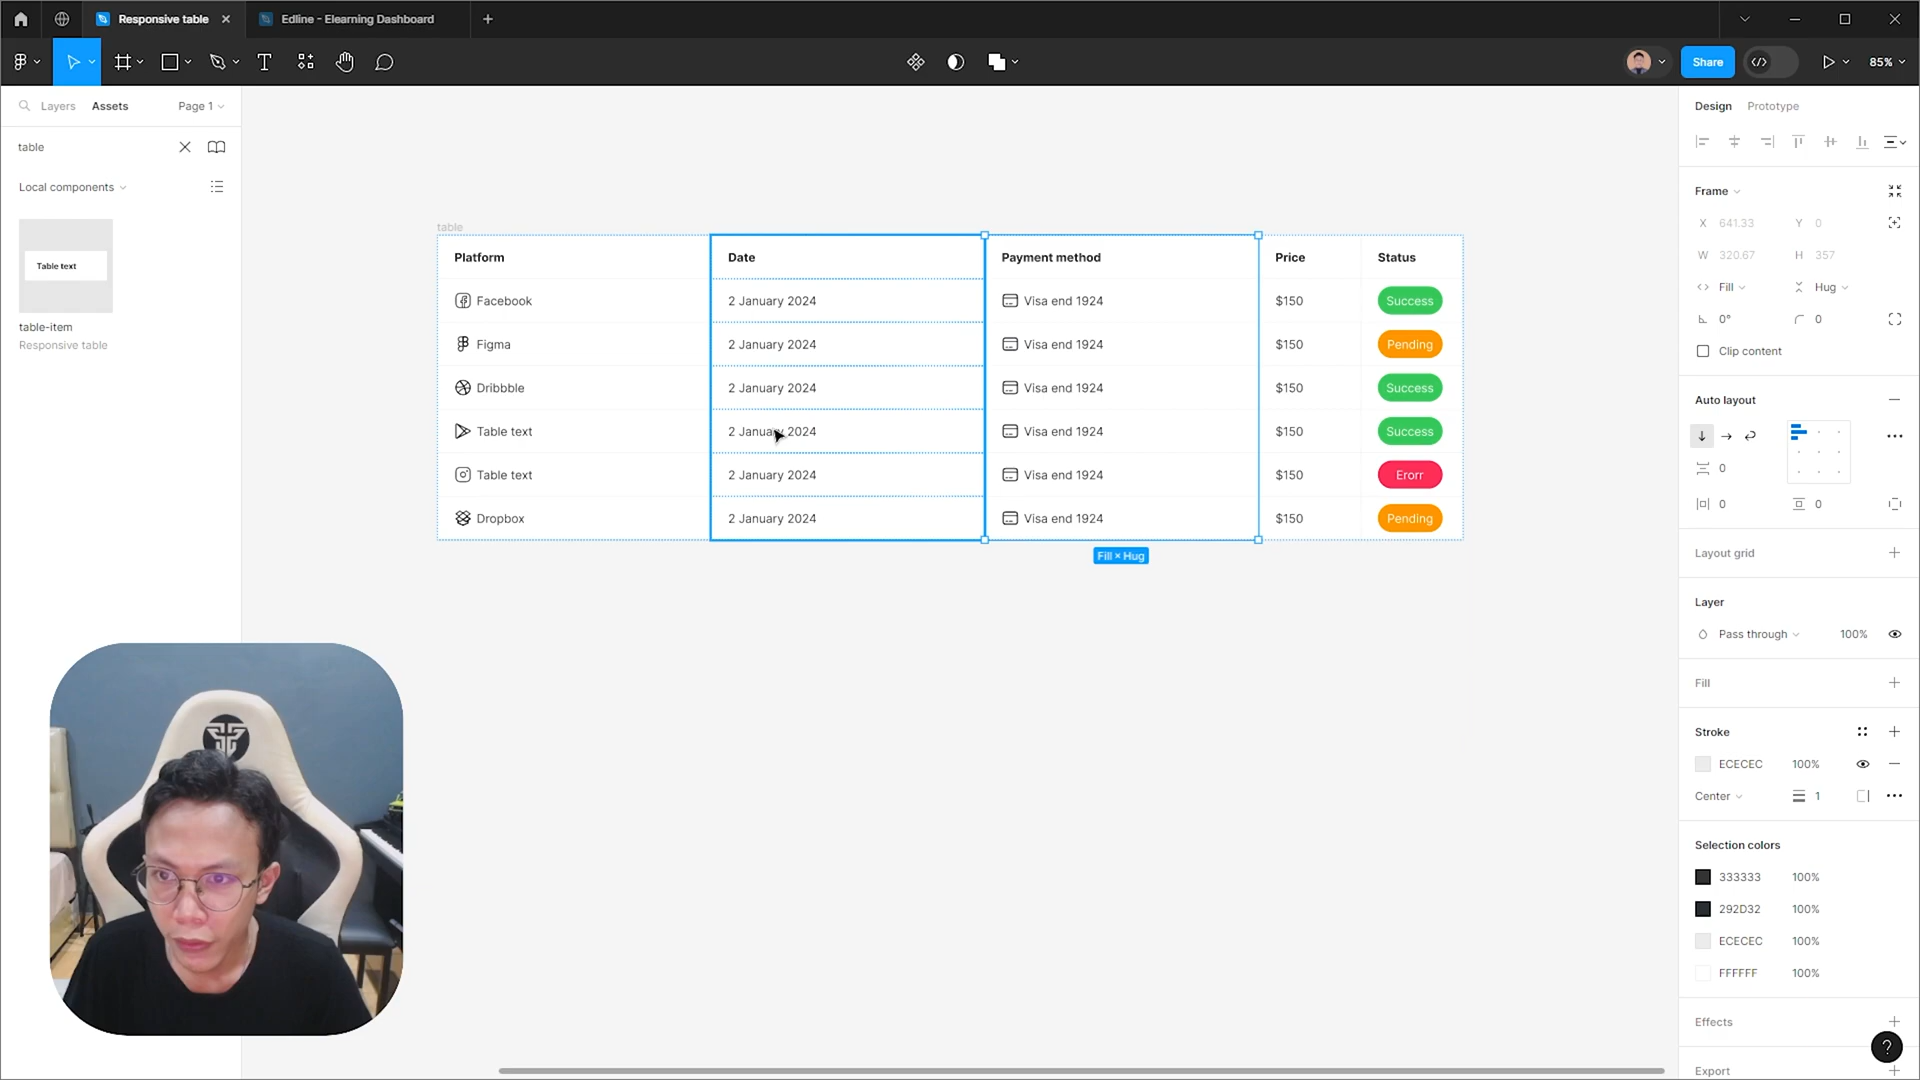 Responsive table
Edline - Elearning Dashboard
Share
85%
Layers
Assets
Page 1
table
Local components
Table text
table-item
Responsive table
table
Platform Date Payment method Price Status
Facebook 2 January 2024 Visa end 1924 $150 Success
Figma 2 January 2024 Visa end 1924 $150 Pending
Dribbble 2 January 2024 Visa end 1924 $150 Success
Table text 2 January 2024 Visa end 1924 $150 Success
Table text 2 January 2024 Visa end 1924 $150 Erorr
Dropbox 2 January 2024 Visa end 1924 $150 Pending
Fill × Hug
Design Prototype
Frame
X 641.33 Y 0
W 320.67 H 357
Fill Hug
0° 0
Clip content
Auto layout
0
0 0
Layout grid
Layer
Pass through 100%
Fill
Stroke
ECECEC 100%
Center 1
Selection colors
333333 100%
292D32 100%
ECECEC 100%
FFFFFF 100%
Effects
?
Export